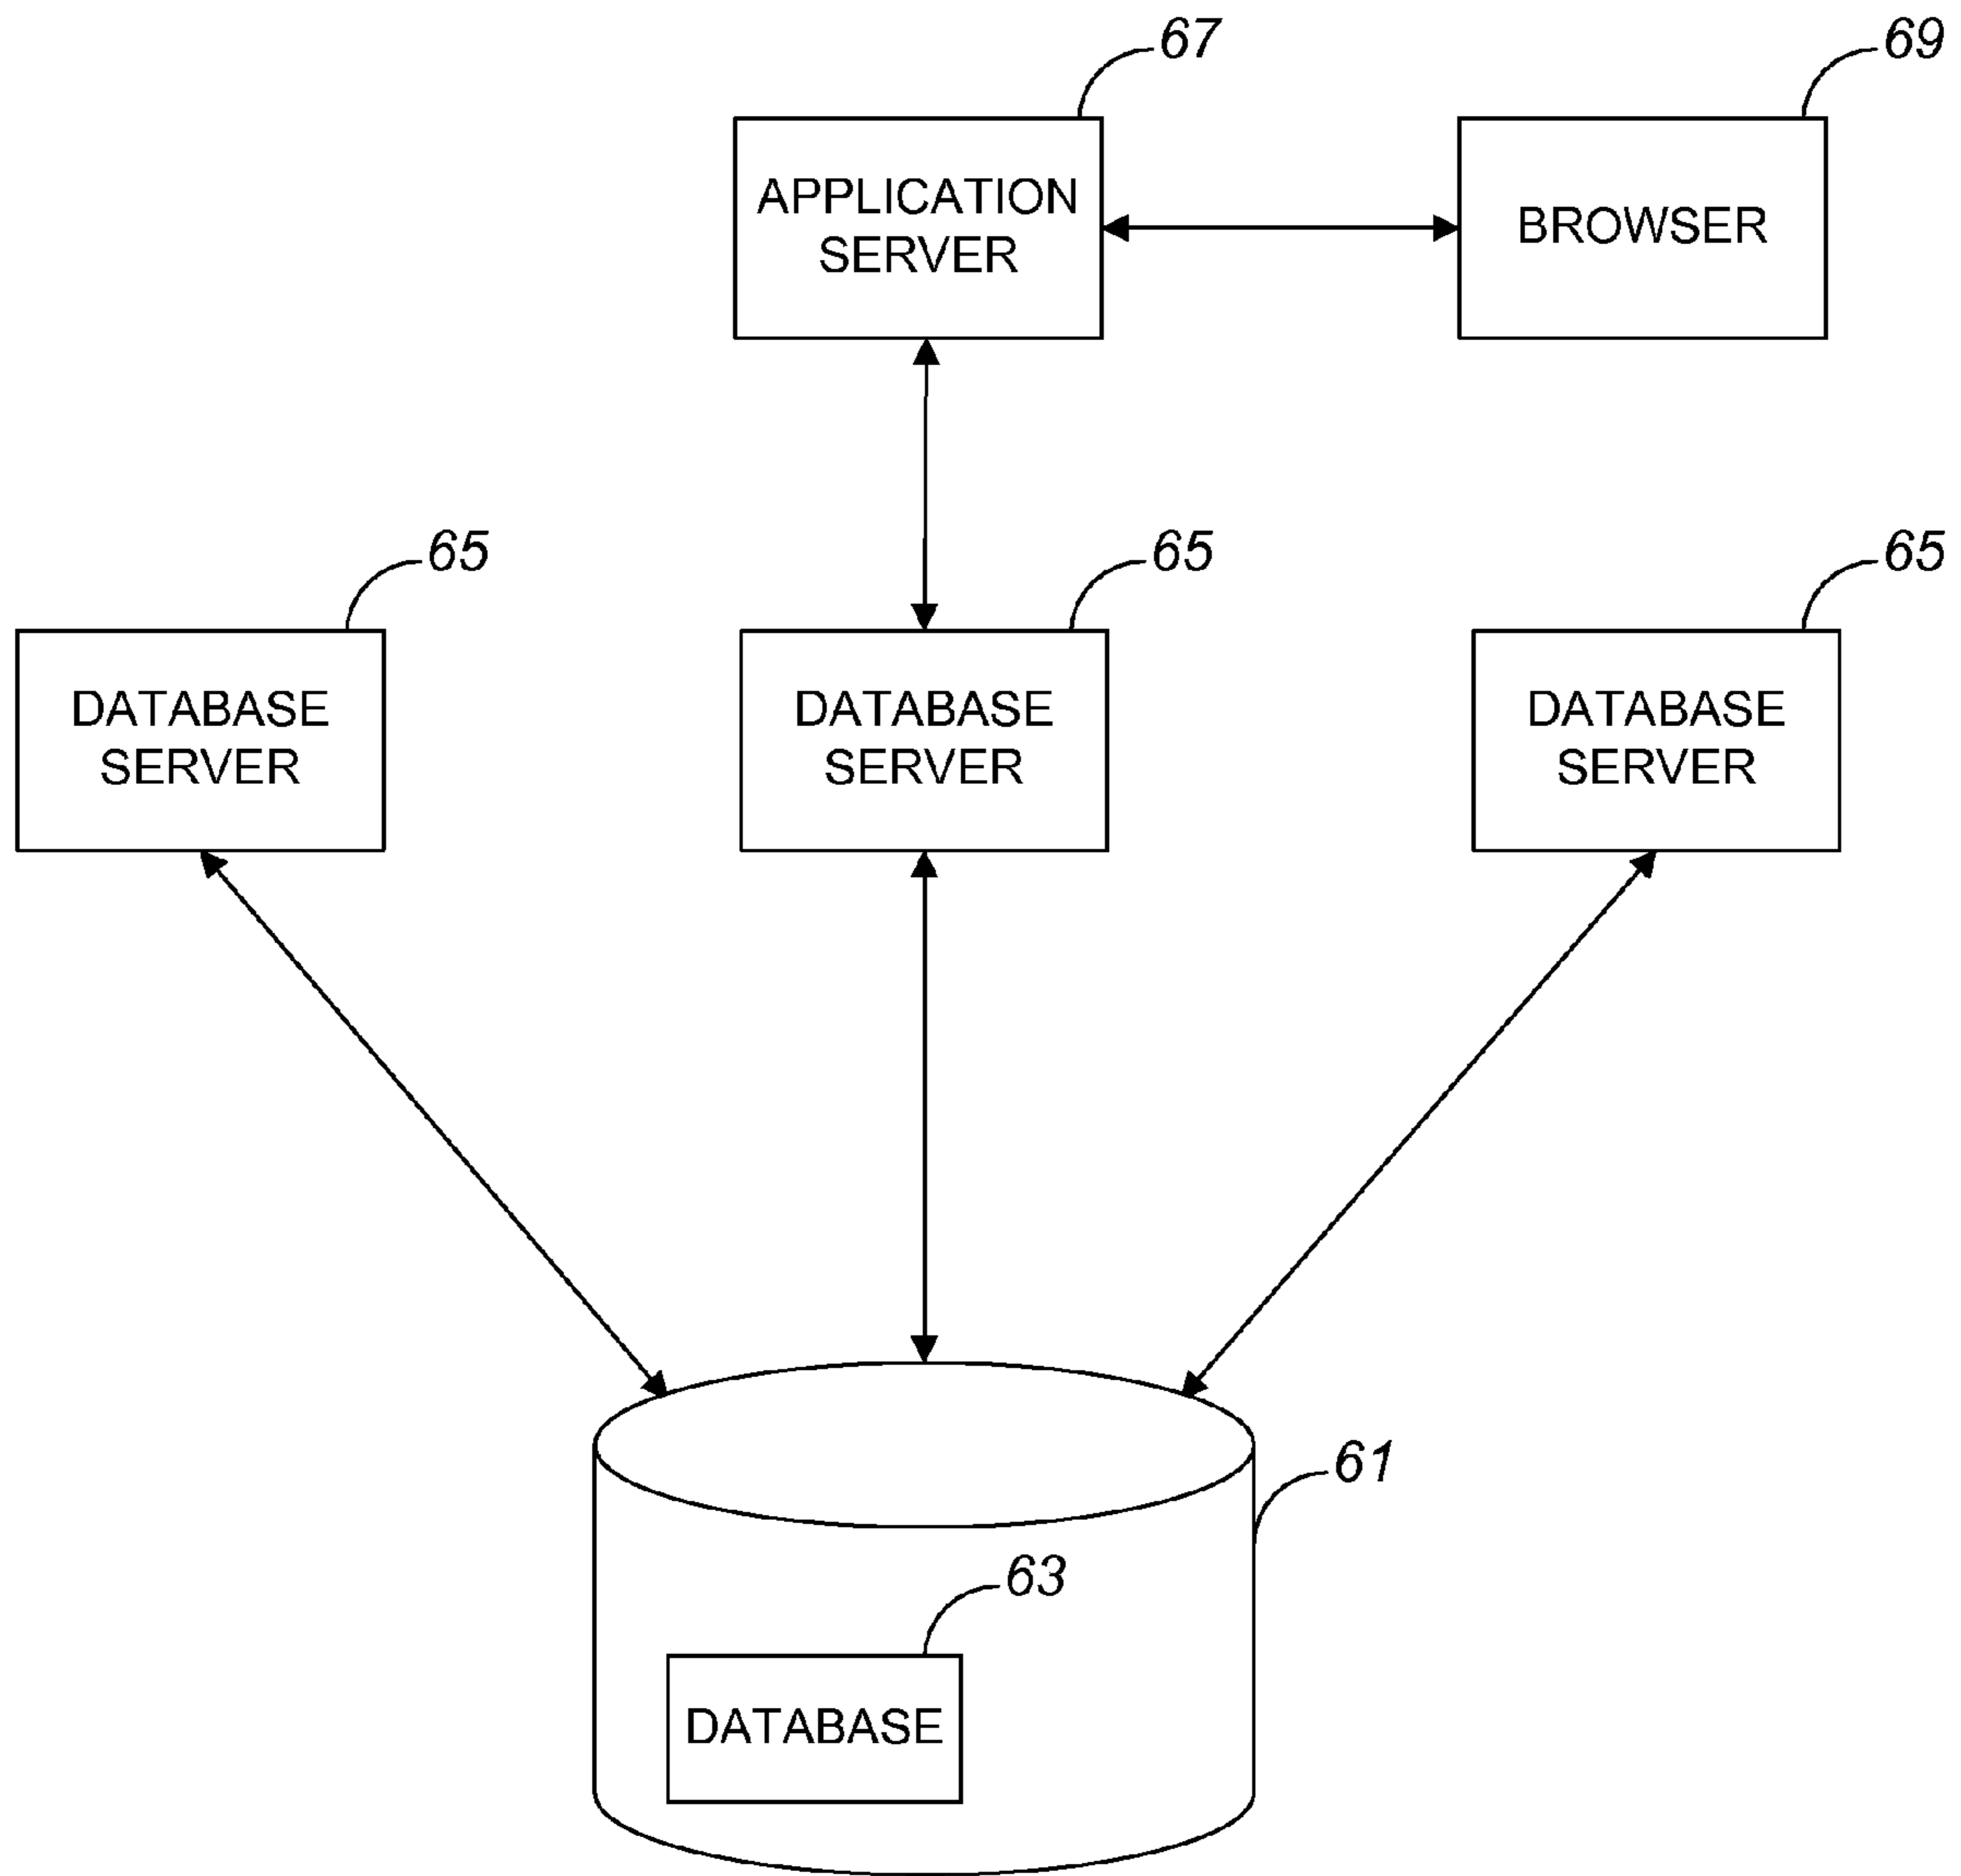 67
69
APPLICATION
SERVER
BROWSER
65
65
65
DATABASE
SERVER
DATABASE
SERVER
DATABASE
SERVER
61
63
DATABASE